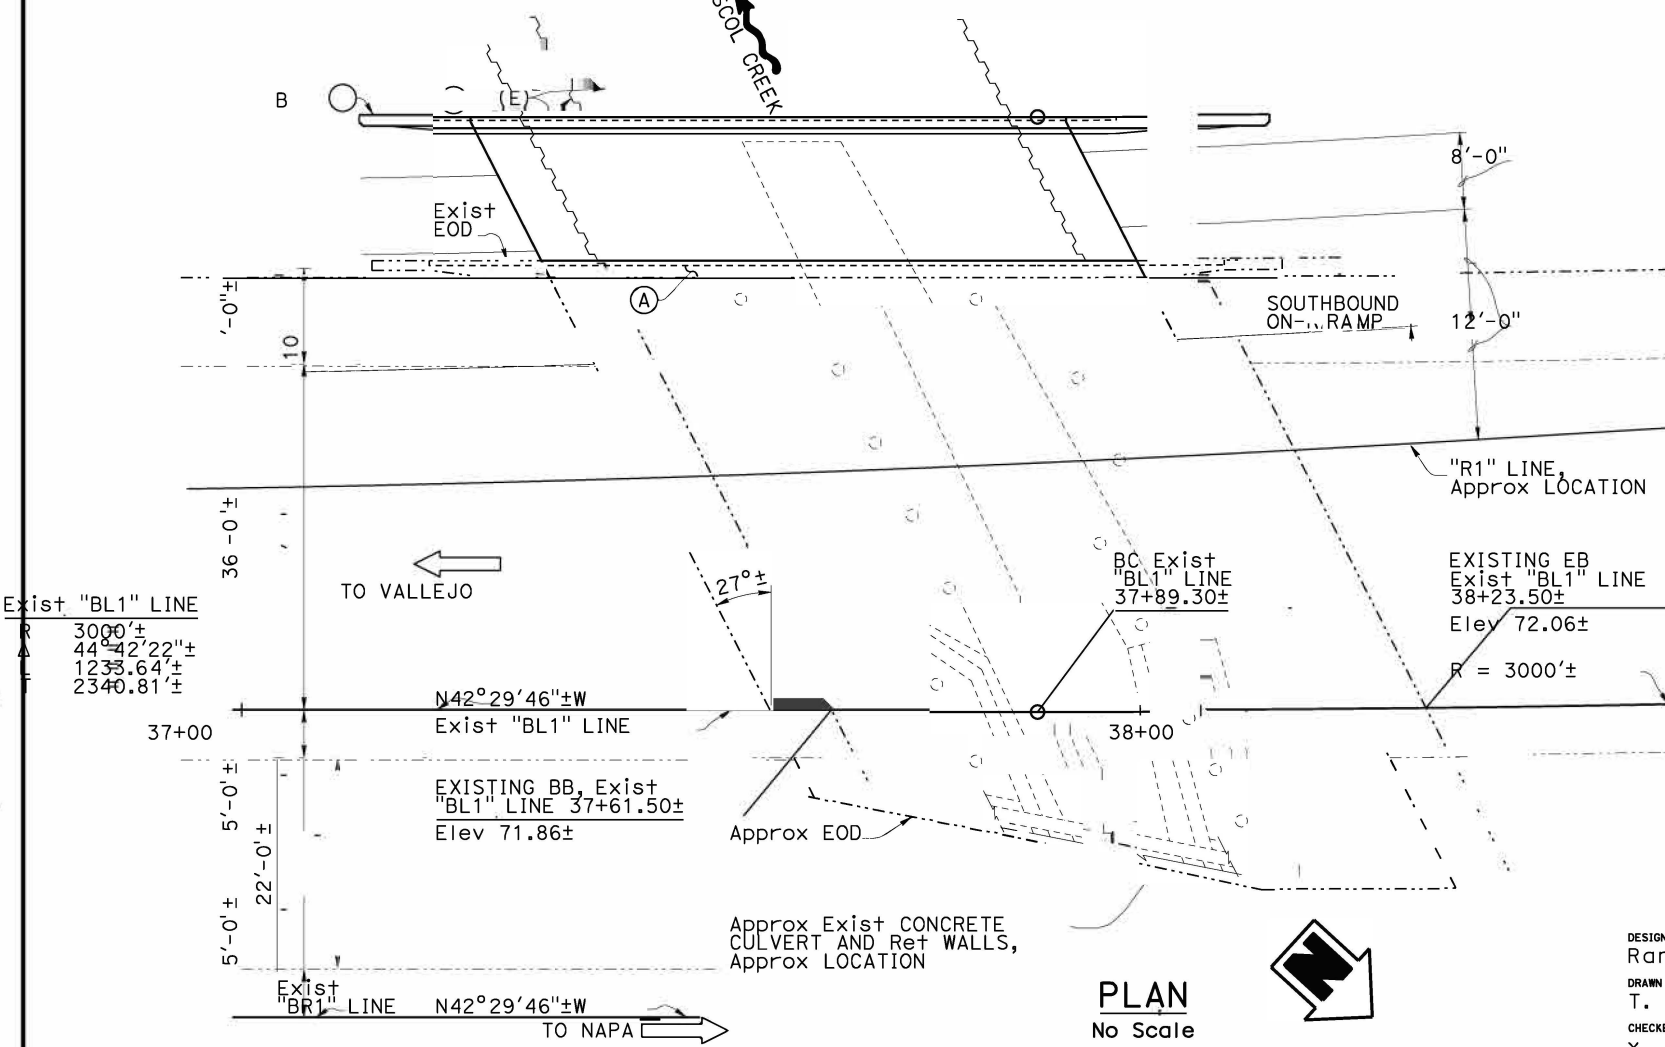 SCOL CREEK
B
(E)
8'-0"
Exist
EOD
A
SOUTHBOUND
ON-RAMP
12'-0"
'-0"±
10
"R1" LINE,
Approx LOCATION
36'-0"±
TO VALLEJO
27°±
BC Exist
"BL1" LINE
37+89.30±
EXISTING EB
Exist "BL1" LINE
38+23.50±
Elev 72.06±
R = 3000'±
Exist "BL1" LINE
R = 3000'±
Δ = 44°42'22"±
L = 1233.64'±
T = 2340.81'±
N42°29'46"±W
Exist "BL1" LINE
37+00
38+00
EXISTING BB, Exist
"BL1" LINE 37+61.50±
Elev 71.86±
5'-0"±
22'-0"±
5'-0"±
Approx EOD
Approx Exist CONCRETE
CULVERT AND Ret WALLS,
Approx LOCATION
Exist
"BR1" LINE
N42°29'46"±W
TO NAPA
PLAN
No Scale
N
DESIGN
DRAWN
T.
CHECKE